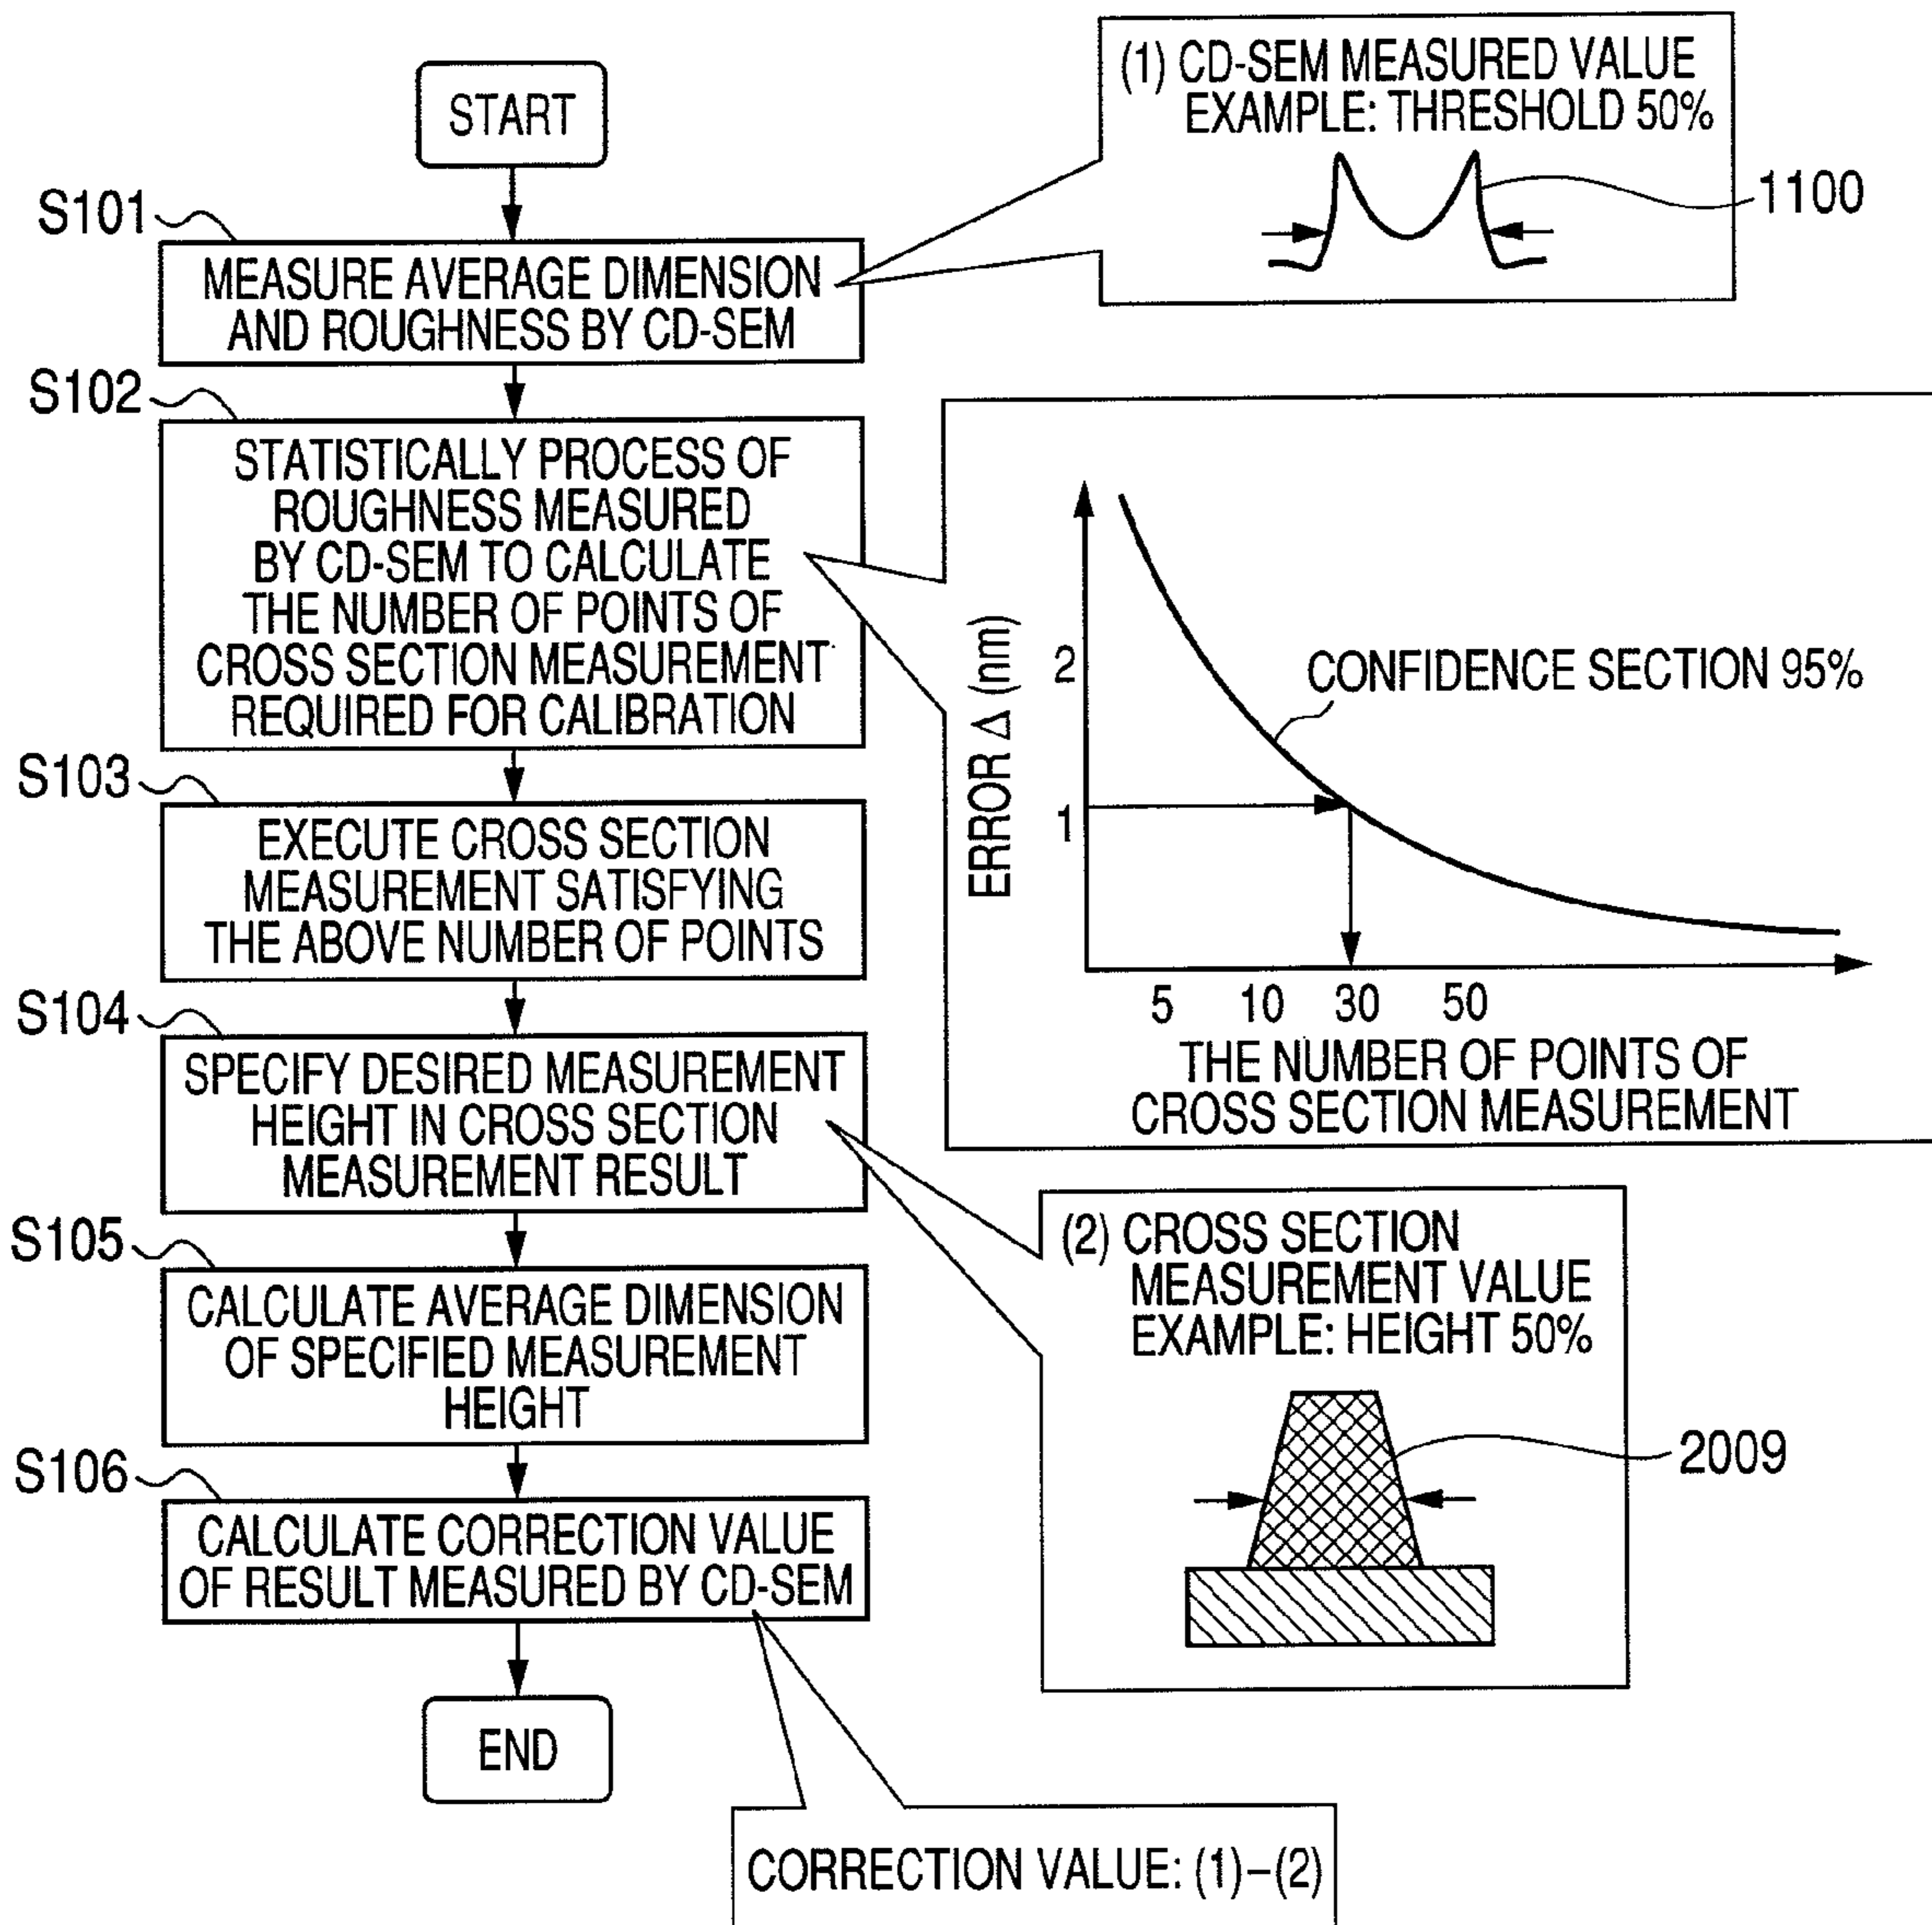 START
S101
MEASURE AVERAGE DIMENSION
AND ROUGHNESS BY CD-SEM
(1) CD-SEM MEASURED VALUE
EXAMPLE: THRESHOLD 50%
1100
S102
STATISTICALLY PROCESS OF
ROUGHNESS MEASURED
BY CD-SEM TO CALCULATE
THE NUMBER OF POINTS OF
CROSS SECTION MEASUREMENT
REQUIRED FOR CALIBRATION
ERROR Δ (nm)
2
1
CONFIDENCE SECTION 95%
5 10 30 50
THE NUMBER OF POINTS OF
CROSS SECTION MEASUREMENT
S103
EXECUTE CROSS SECTION
MEASUREMENT SATISFYING
THE ABOVE NUMBER OF POINTS
S104
SPECIFY DESIRED MEASUREMENT
HEIGHT IN CROSS SECTION
MEASUREMENT RESULT
(2) CROSS SECTION
MEASUREMENT VALUE
EXAMPLE: HEIGHT 50%
2009
S105
CALCULATE AVERAGE DIMENSION
OF SPECIFIED MEASUREMENT
HEIGHT
S106
CALCULATE CORRECTION VALUE
OF RESULT MEASURED BY CD-SEM
END
CORRECTION VALUE: (1)–(2)